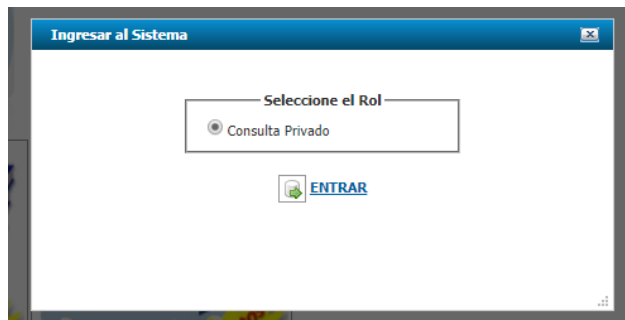 Ingresar al Sistema
Seleccione el Rol
Consulta Privado
ENTRAR